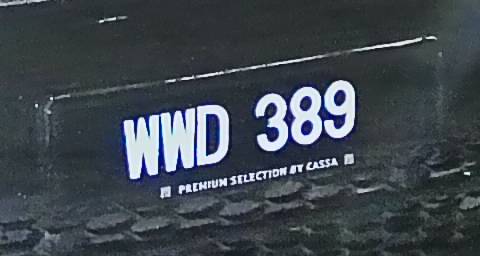 WWD 389
PREMIUM SELECTION BY CASSA